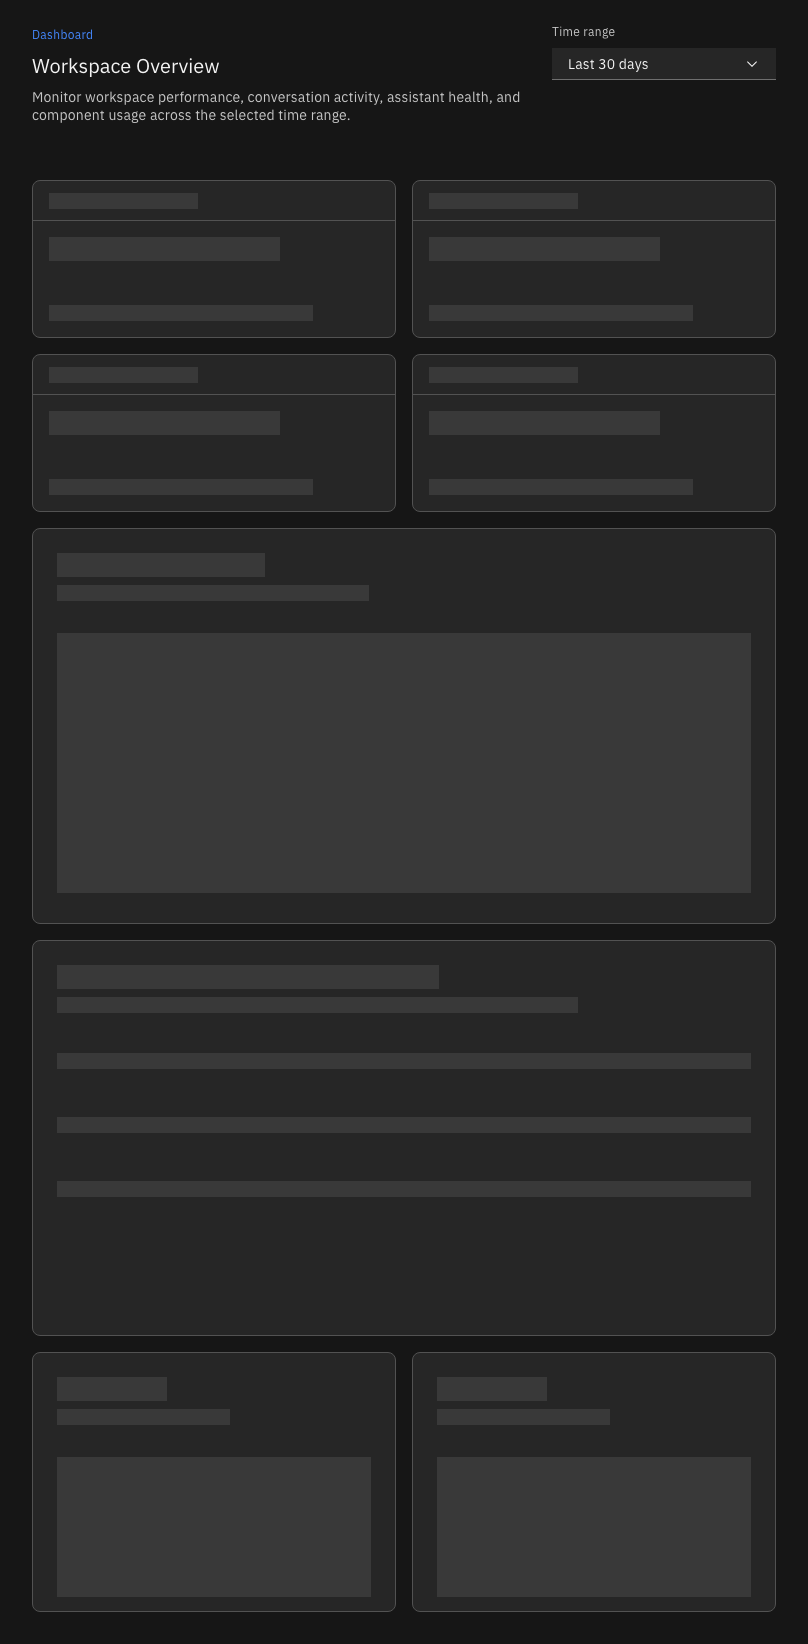 Dashboard
Workspace Overview
Monitor workspace performance, conversation activity, assistant health, and
component usage across the selected time range.
Time range
Last 30 days